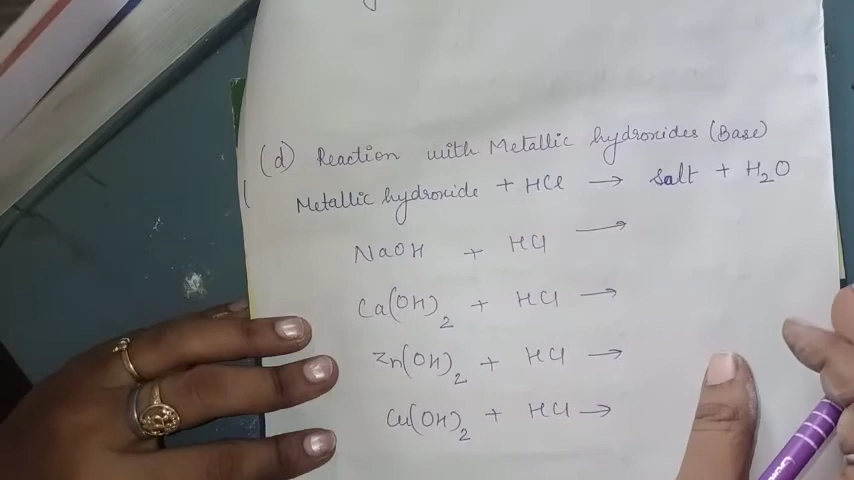 (d) Reaction with Metallic hydroxides (Base)
Metallic hydroxide + HCl → salt + H₂O
NaOH + HCl →
Ca(OH)₂ + HCl →
Zn(OH)₂ + HCl →
Cu(OH)₂ + HCl →